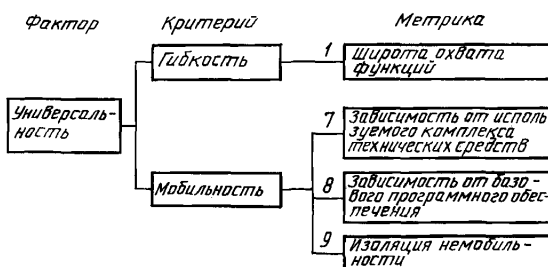 Фактор Критерий Метрика
Гибкость
1
Широта охвата
функций
Универсаль-
ность
Мобильность
7
Зависимость от исполь
зуемого комплекса
технических средств
8
Зависимость от базо-
вого программного обес-
печения
9
Изоляция немобиль-
ности